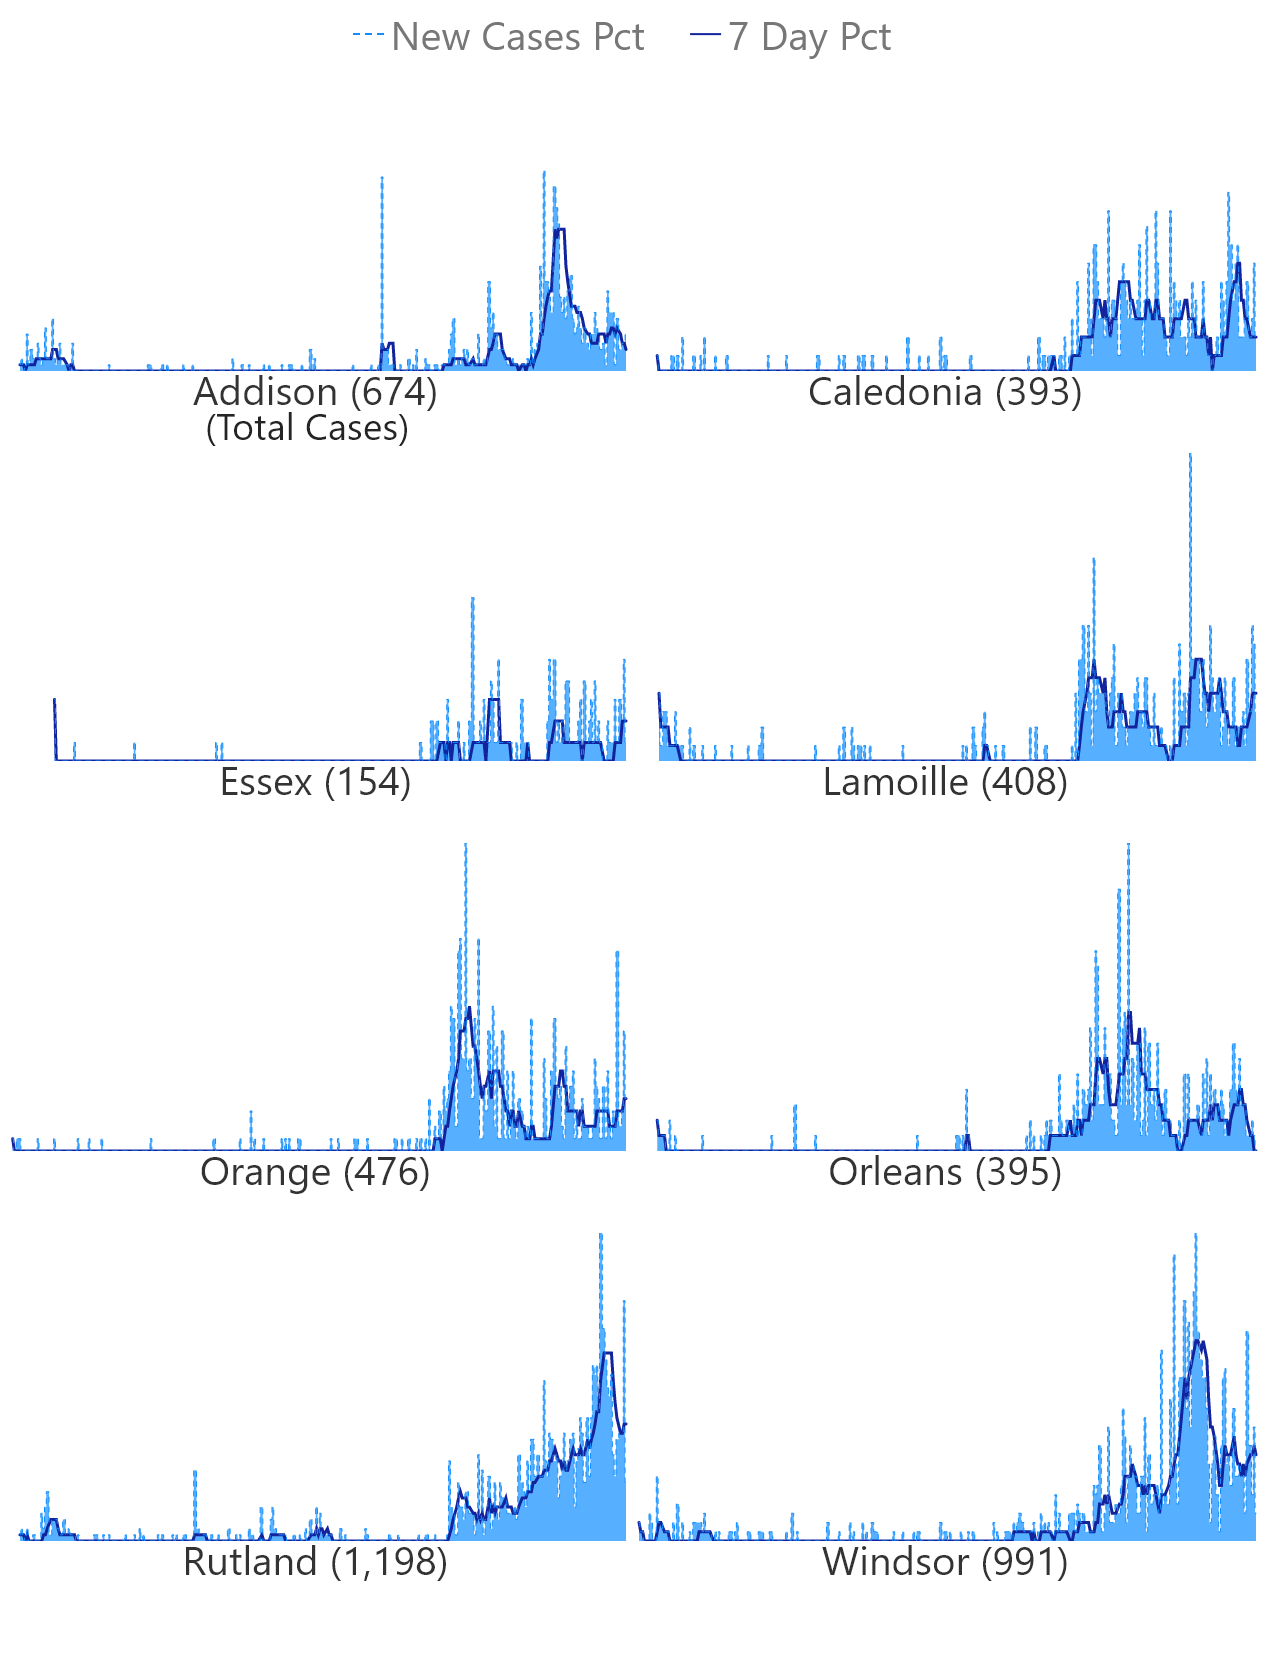 New Cases Pct 7 Day Pct
Addison (674) Caledonia (393)
(Total Cases)
Essex (154) Lamoille (408)
Orange (476) Orleans (395)
Rutland (1,198) Windsor (991)